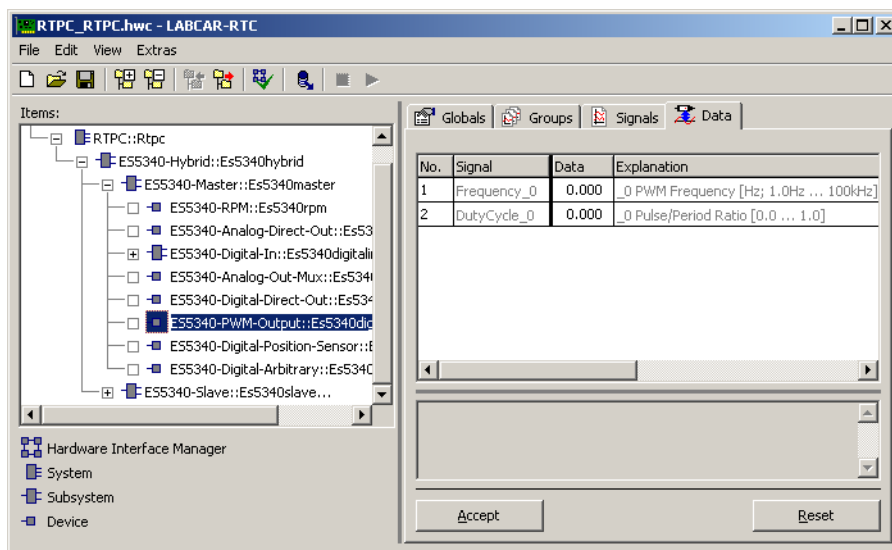 RTPC_RTPC.hwc - LABCAR-RTC
File Edit View Extras
Items:
RTPC::Rtpc
ES5340-Hybrid::Es5340hybrid
ES5340-Master::Es5340master
ES5340-RPM::Es5340rpm
ES5340-Analog-Direct-Out::Es53
ES5340-Digital-In::Es5340digitali
ES5340-Analog-Out-Mux::Es534
ES5340-Digital-Direct-Out::Es534
ES5340-PWM-Output::Es5340dig
ES5340-Digital-Position-Sensor::E
ES5340-Digital-Arbitrary::Es5340
ES5340-Slave::Es5340slave...
Hardware Interface Manager
System
Subsystem
Device
Globals Groups Signals Data
No. Signal Data Explanation
1 Frequency_0 0.000 _0 PWM Frequency [Hz; 1.0Hz ... 100kHz]
2 DutyCycle_0 0.000 _0 Pulse/Period Ratio [0.0 ... 1.0]
Accept Reset